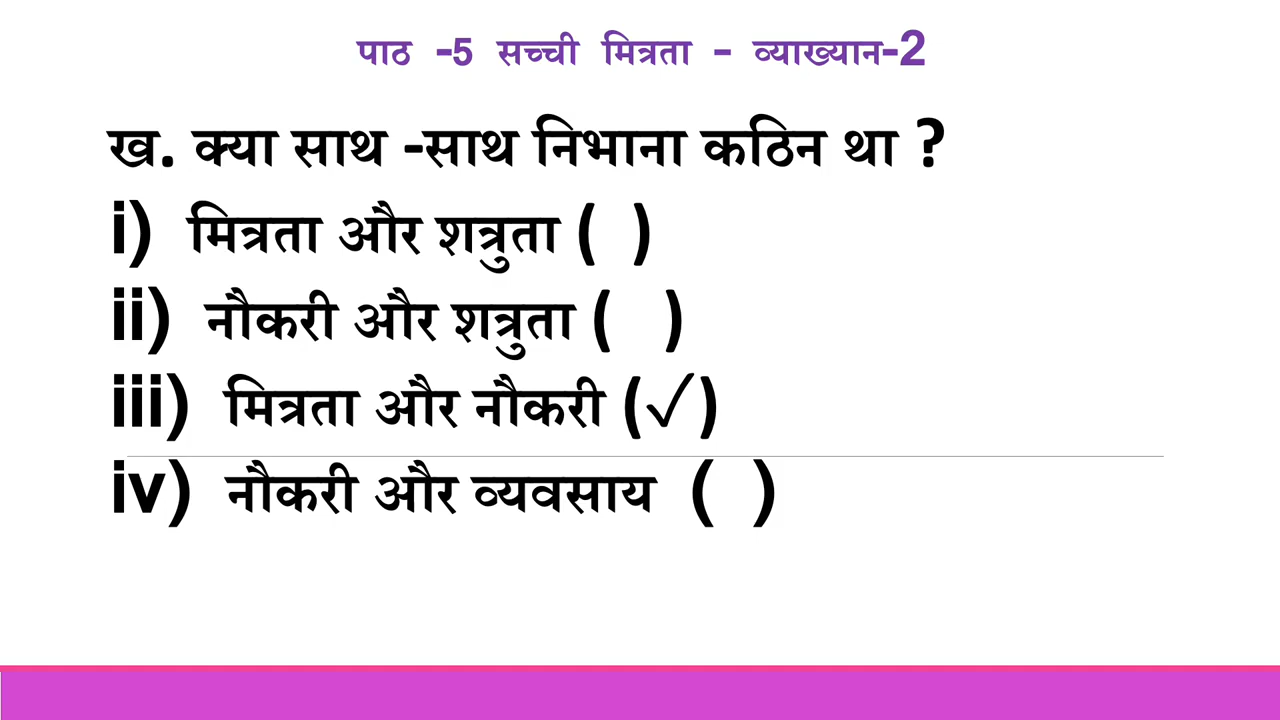 पाठ -5 सच्ची मित्रता - व्याख्यान-2
ख. क्या साथ -साथ निभाना कठिन था ?
i) मित्रता और शत्रुता ( )
ii) नौकरी और शत्रुता ( )
iii) मित्रता और नौकरी (✓)
iv) नौकरी और व्यवसाय ( )